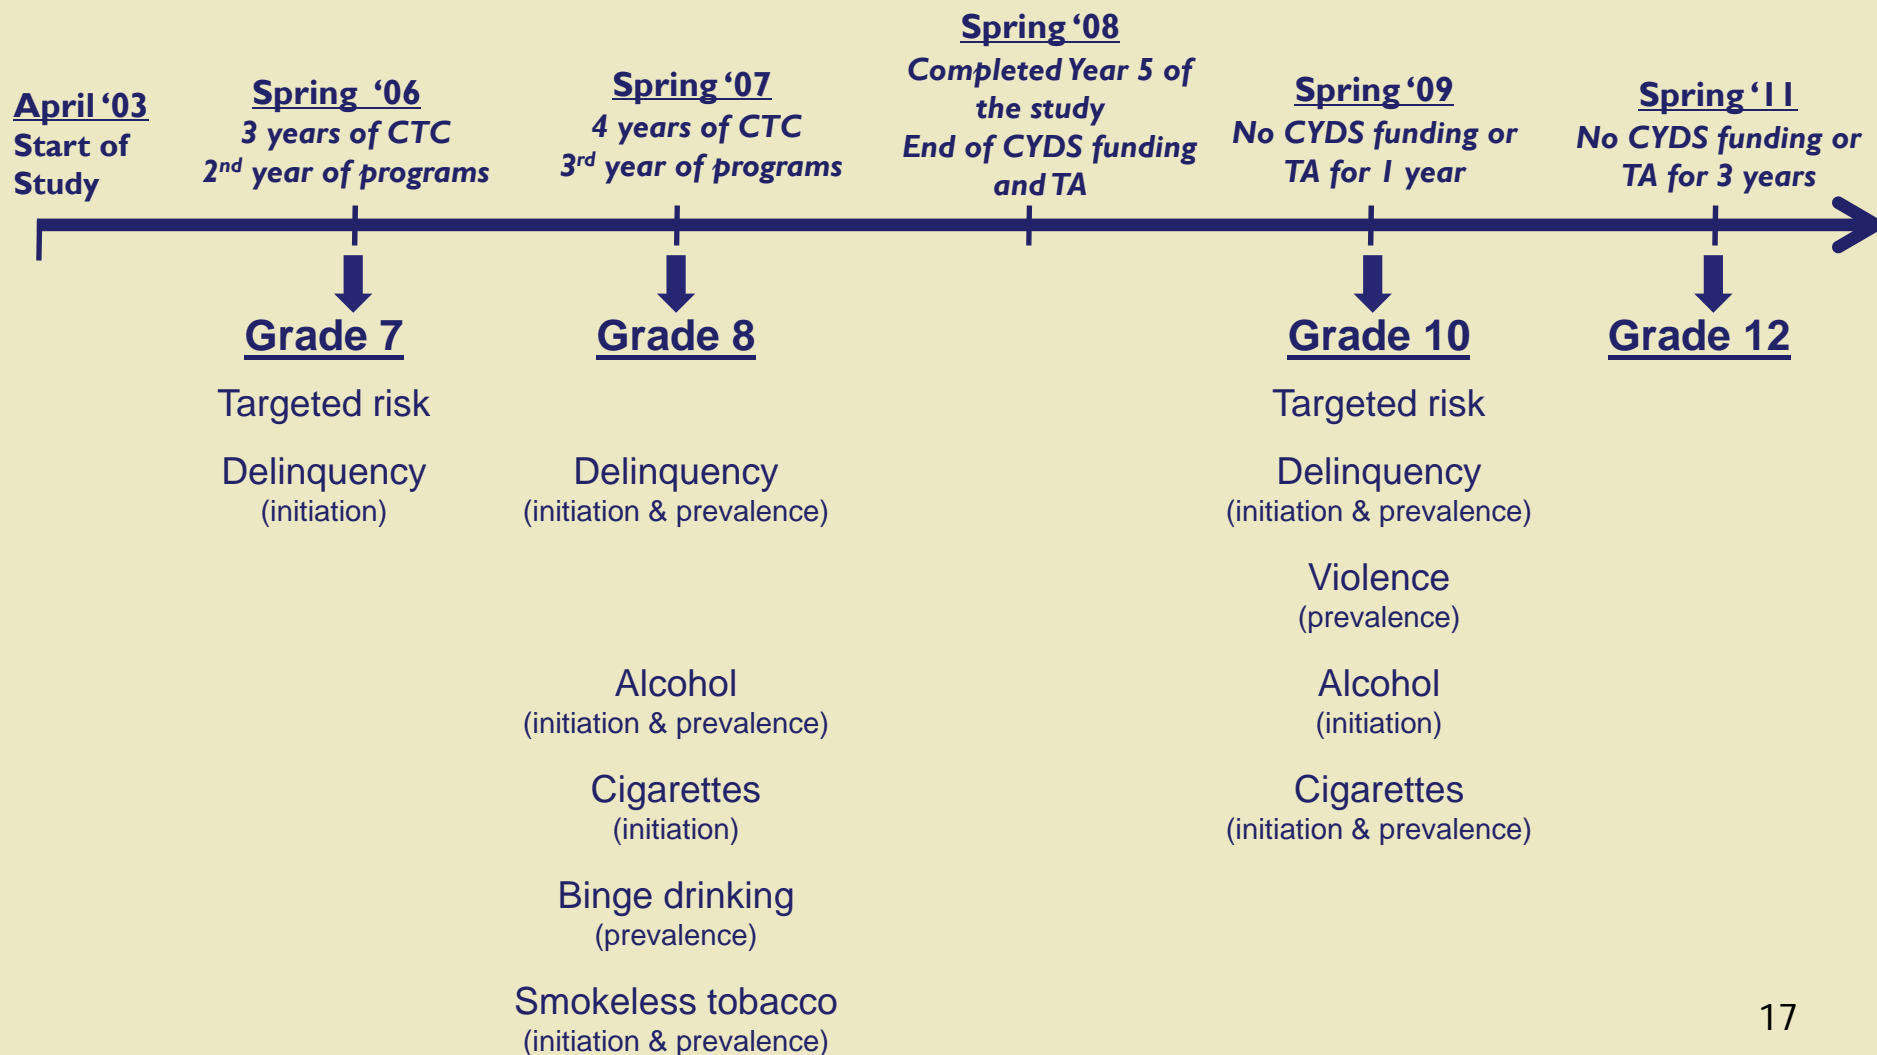 April ‘03
Start of
Study
Spring ‘06
3 years of CTC
2nd year of programs
Spring ‘07
4 years of CTC
3rd year of programs
Spring ‘08
Completed Year 5 of
the study
End of CYDS funding
and TA
Spring ‘09
No CYDS funding or
TA for 1 year
Spring ‘11
No CYDS funding or
TA for 3 years
Grade 7
Targeted risk
Delinquency
(initiation)
Grade 8
Delinquency
(initiation & prevalence)
Alcohol
(initiation & prevalence)
Cigarettes
(initiation)
Binge drinking
(prevalence)
Smokeless tobacco
(initiation & prevalence)
Grade 10
Targeted risk
Delinquency
(initiation & prevalence)
Violence
(prevalence)
Alcohol
(initiation)
Cigarettes
(initiation & prevalence)
Grade 12
17